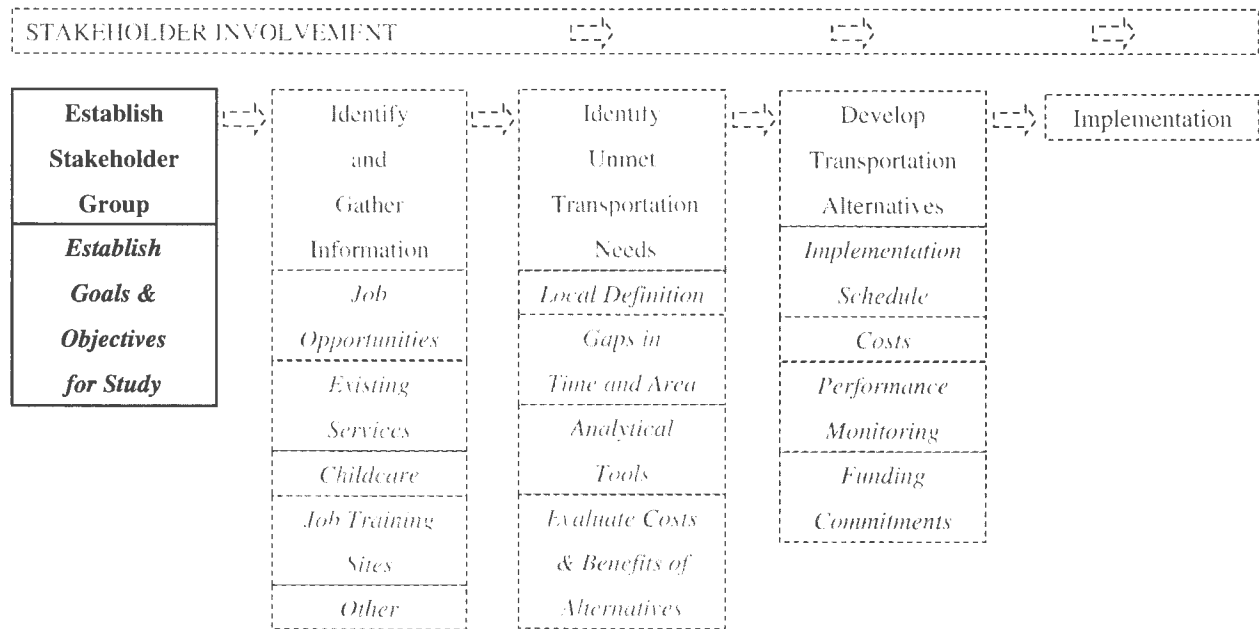 STAKEHOLDER INVOLVEMENT
Establish
Stakeholder
Group
Establish
Goals &
Objectives
for Study
Identify
and
Gather
Information
Job
Opportunities
Existing
Services
Childcare
Job Training
Sites
Other
Identify
Unmet
Transportation
Needs
Local Definition
Gaps in
Time and Area
Analytical
Tools
Evaluate Costs
& Benefits of
Alternatives
Develop
Transportation
Alternatives
Implementation
Schedule
Costs
Performance
Monitoring
Funding
Commitments
Implementation